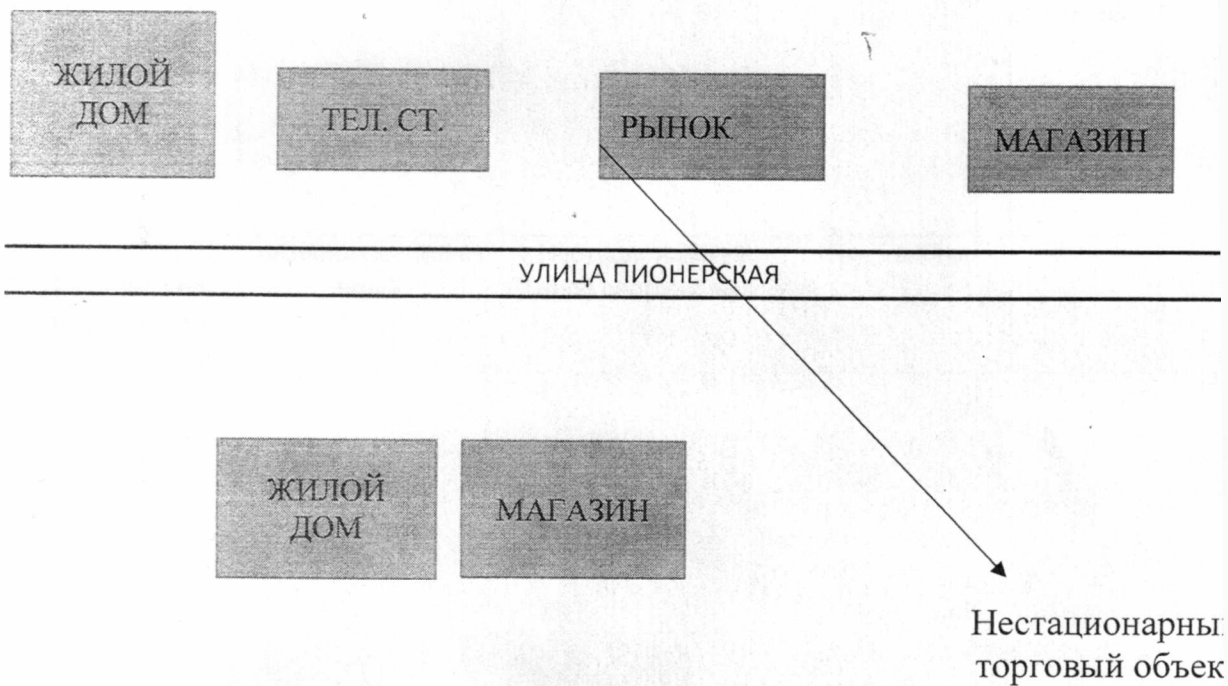 ЖИЛОЙ
ДОМ
ТЕЛ. СТ.
РЫНОК
МАГАЗИН
УЛИЦА ПИОНЕРСКАЯ
ЖИЛОЙ
ДОМ
МАГАЗИН
Нестационарны
торговый объек